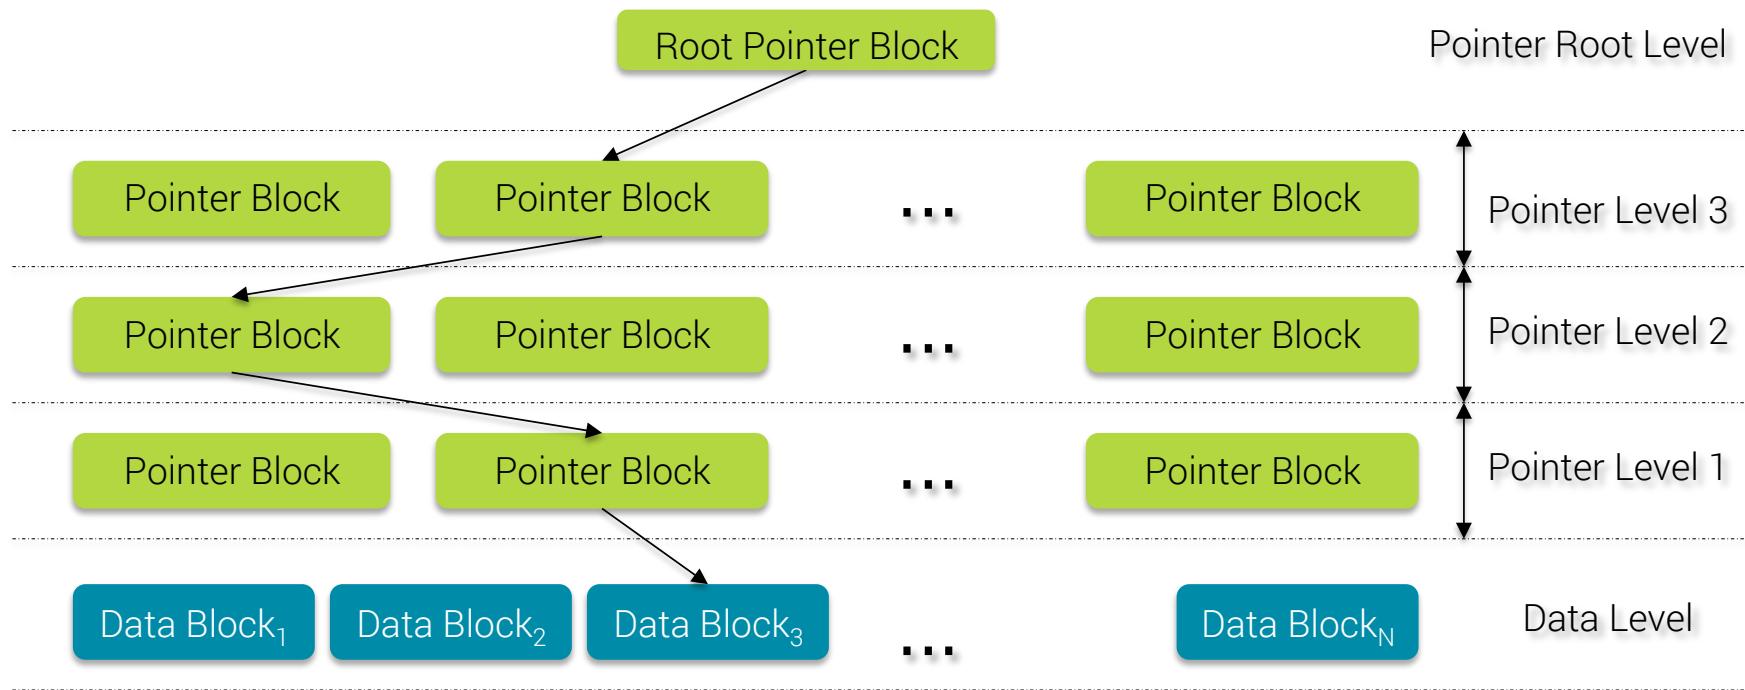 Root Pointer Block Pointer Root Level
Pointer Block Pointer Block ... Pointer Block Pointer Level 3
Pointer Block Pointer Block ... Pointer Block Pointer Level 2
Pointer Block Pointer Block ... Pointer Block Pointer Level 1
Data Block1 Data Block2 Data Block3 ... Data BlockN Data Level